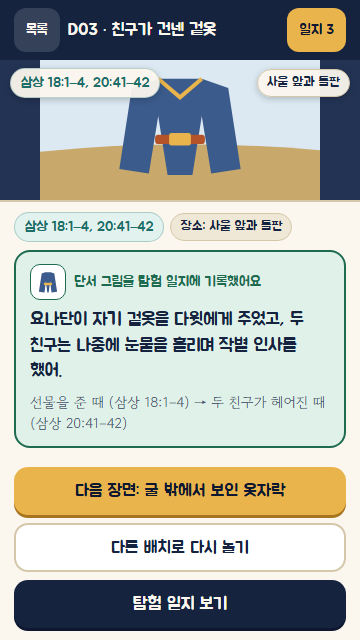 목록
D03 · 친구가 건넨 겉옷
일지 3
삼상 18:1–4, 20:41–42
사울 앞과 들판
삼상 18:1–4, 20:41–42
장소: 사울 앞과 들판
단서 그림을 탐험 일지에 기록했어요
요나단이 자기 겉옷을 다윗에게 주었고, 두
친구는 나중에 눈물을 흘리며 작별 인사를
했어.
선물을 준 때 (삼상 18:1–4) → 두 친구가 헤어진 때
(삼상 20:41–42)
다음 장면: 굴 밖에서 보인 옷자락
다른 배치로 다시 놀기
탐험 일지 보기